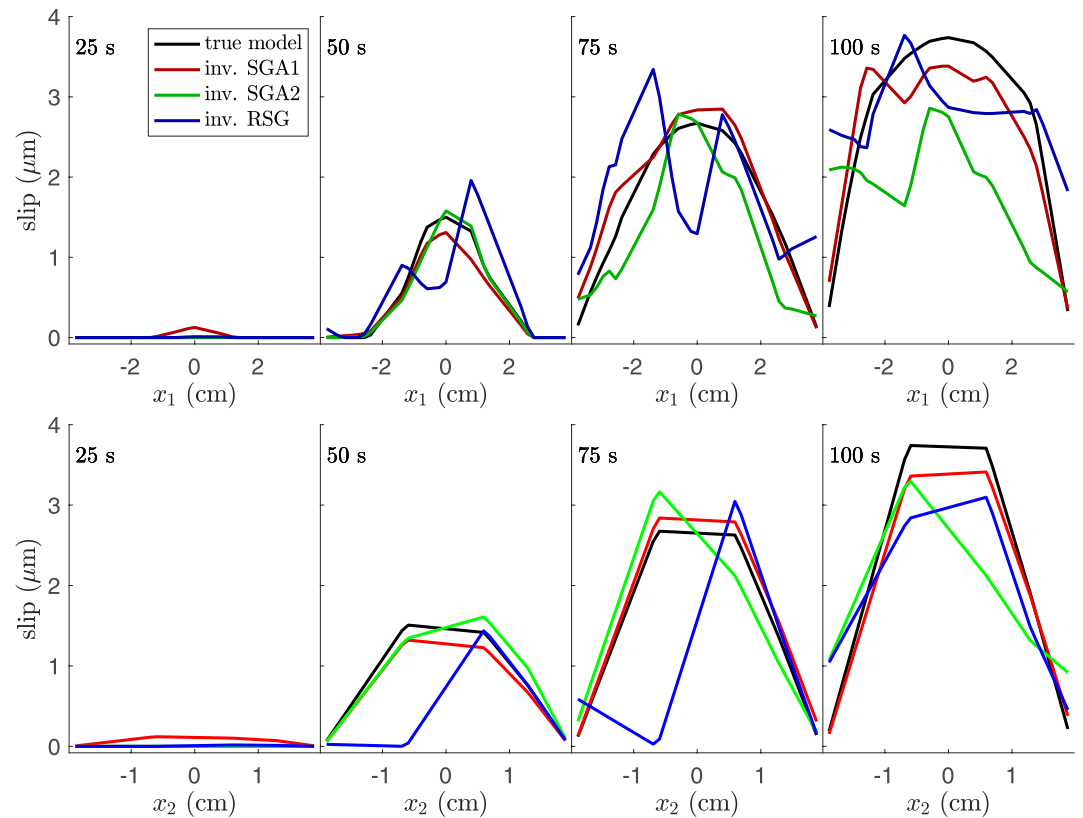 4
3
2
1
0
slip (μm)
25 s
true model
inv. SGA1
inv. SGA2
inv. RSG
50 s
75 s
100 s
-2 0 2
-2 0 2
-2 0 2
-2 0 2
x₁ (cm)
x₁ (cm)
x₁ (cm)
x₁ (cm)
4
3
2
1
0
slip (μm)
25 s
50 s
75 s
100 s
-1 0 1
-1 0 1
-1 0 1
-1 0 1
x₂ (cm)
x₂ (cm)
x₂ (cm)
x₂ (cm)